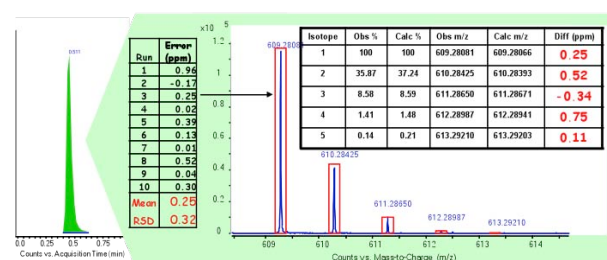 0.511
0.0 0.25 0.5 0.75
Counts vs. Acquisition Time (min)
Run Error (ppm)
1 0.96
2 -0.17
3 0.25
4 0.02
5 0.39
6 0.13
7 0.01
8 0.52
9 0.04
10 0.30
Mean 0.25
RSD 0.32
x10 5
1.2
1
0.8
0.6
0.4
0.2
0
609.28081
610.28425
611.28650
612.28987
613.29210
609 610 611 612 613 614
Counts vs. Mass-to-Charge (m/z)
Isotope Obs % Calc % Obs m/z Calc m/z Diff (ppm)
1 100 100 609.28081 609.28066 0.25
2 35.87 37.24 610.28425 610.28393 0.52
3 8.58 8.59 611.28650 611.28671 -0.34
4 1.41 1.48 612.28987 612.28941 0.75
5 0.14 0.21 613.29210 613.29203 0.11